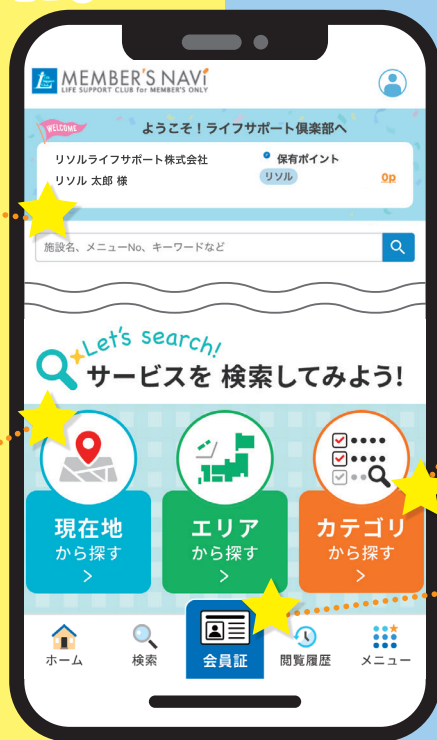 MEMBER'S NAVi
LIFE SUPPORT CLUB for MEMBER'S ONLY
WELCOME
ようこそ！ライフサポート倶楽部へ
リソルライフサポート株式会社
保有ポイント
リソル 太郎 様
リソル
0p
施設名、メニューNo、キーワードなど
Let's search!
サービスを 検索してみよう!
現在地
から探す
>
エリア
から探す
>
カテゴリ
から探す
>
ホーム
検索
会員証
閲覧履歴
メニュー